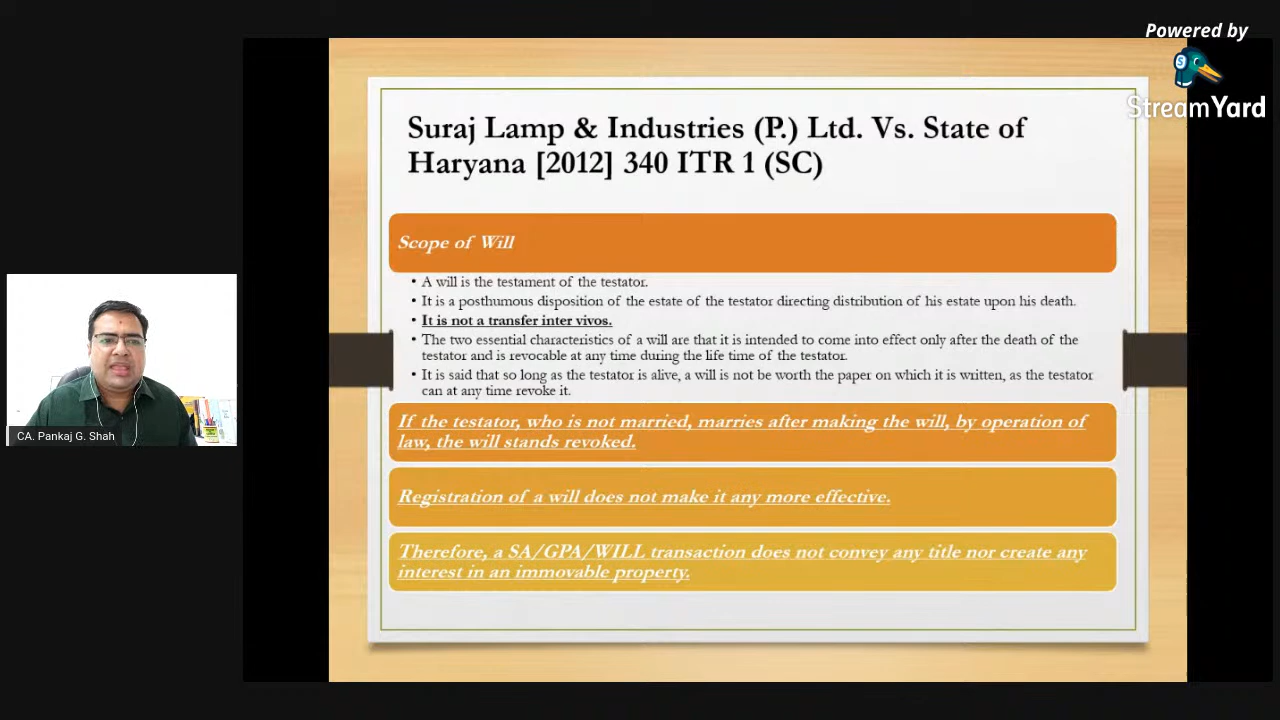 Powered by
StreamYard
Suraj Lamp & Industries (P.) Ltd. Vs. State of
Haryana [2012] 340 ITR 1 (SC)
Scope of Will
• A will is the testament of the testator.
• It is a posthumous disposition of the estate of the testator directing distribution of his estate upon his death.
• It is not a transfer inter vivos.
• The two essential characteristics of a will are that it is intended to come into effect only after the death of the
testator and is revocable at any time during the life time of the testator.
• It is said that so long as the testator is alive, a will is not be worth the paper on which it is written, as the testator
can at any time revoke it.
If the testator, who is not married, marries after making the will, by operation of
law, the will stands revoked.
Registration of a will does not make it any more effective.
Therefore, a SA/GPA/WILL transaction does not convey any title nor create any
interest in an immovable property.
CA. Pankaj G. Shah